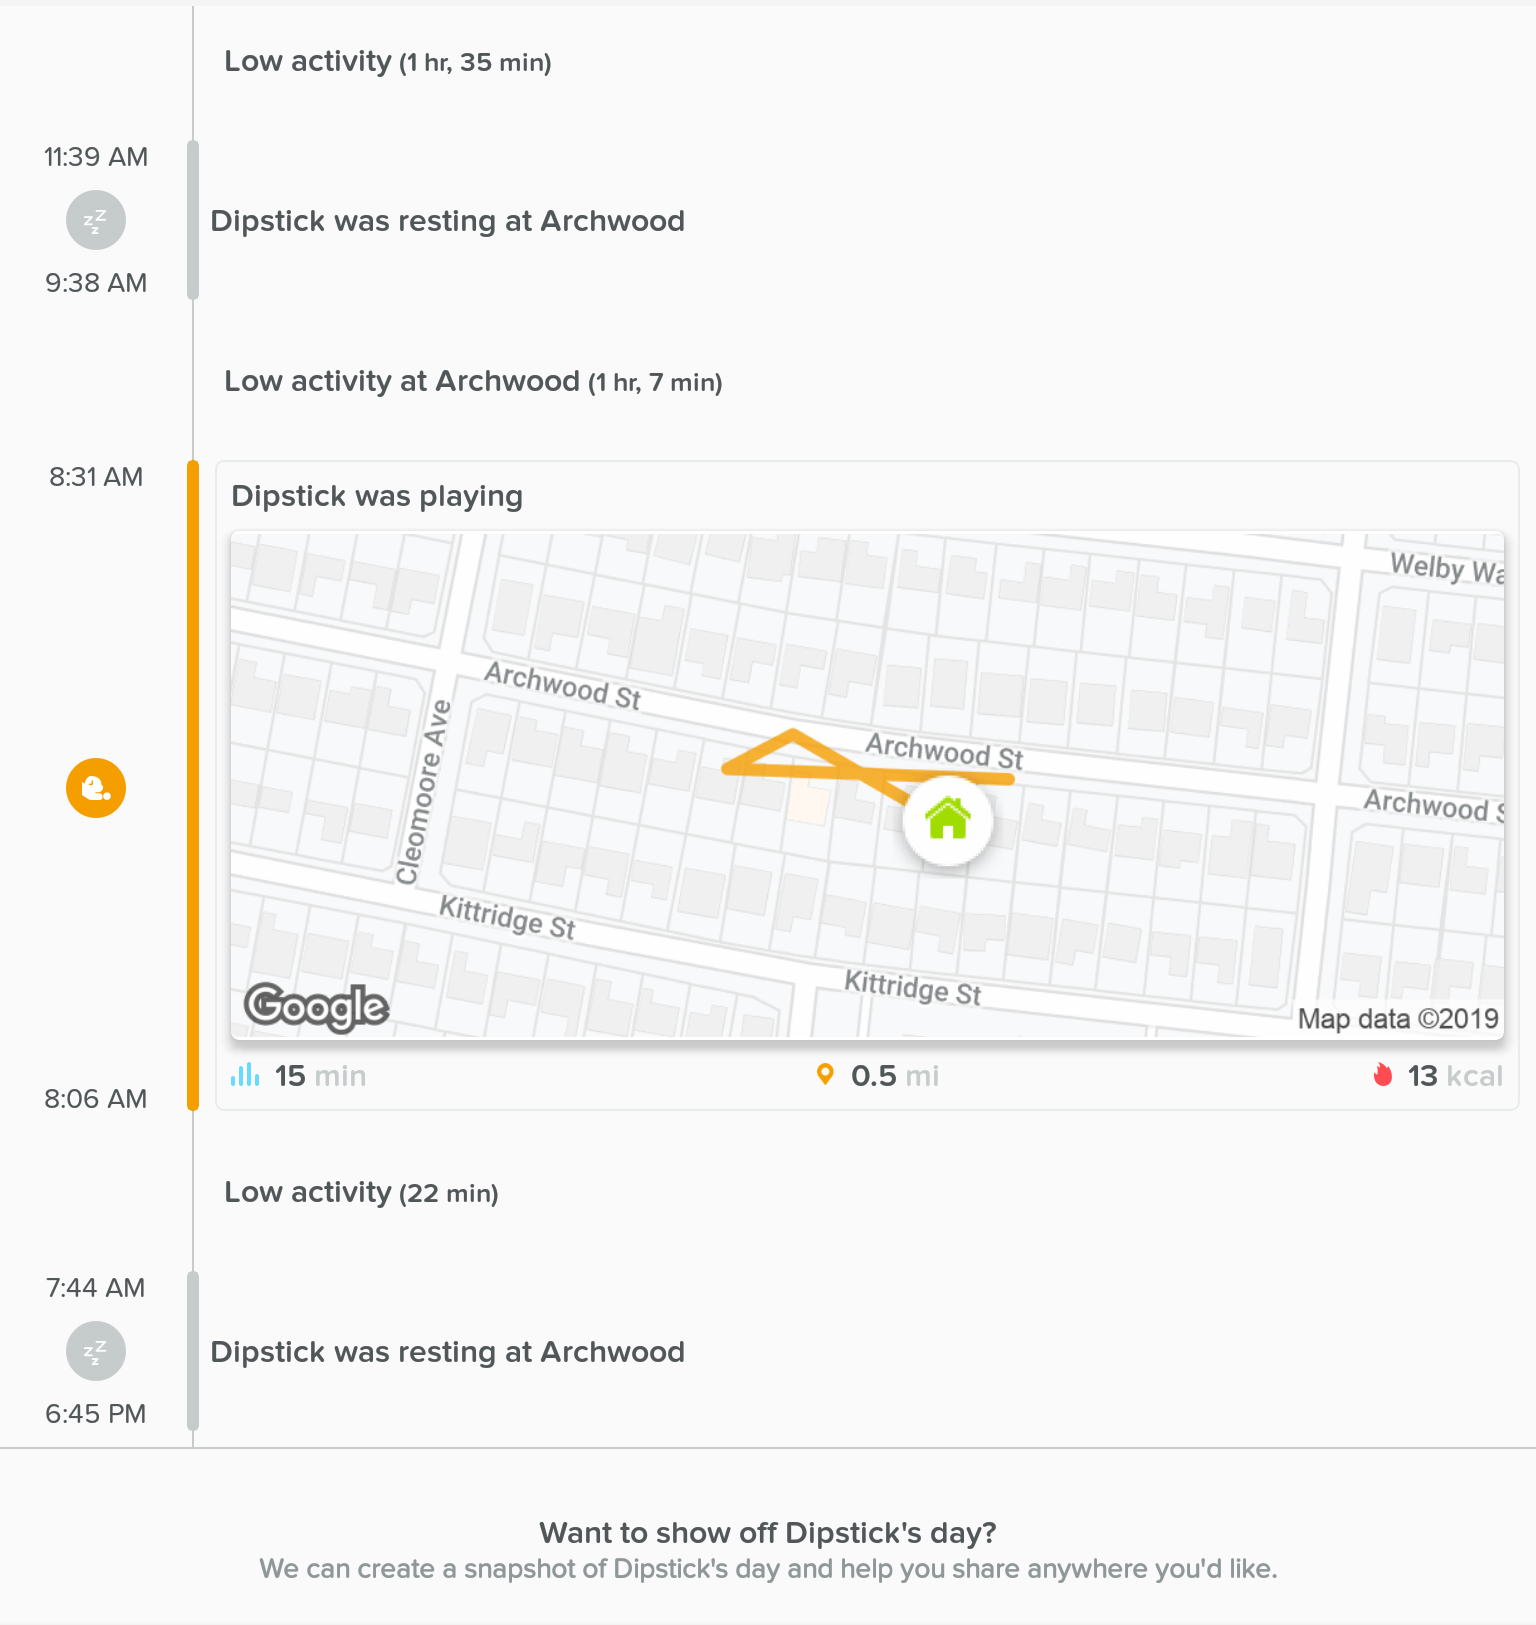 Low activity (1 hr, 35 min)
11:39 AM
zZz
Dipstick was resting at Archwood
9:38 AM
Low activity at Archwood (1 hr, 7 min)
8:31 AM
Dipstick was playing
Welby Wa
Archwood St
Cleomoore Ave
Archwood St
Archwood S
Kittridge St
Kittridge St
Google
Map data ©2019
15 min
0.5 mi
13 kcal
8:06 AM
Low activity (22 min)
7:44 AM
zZz
Dipstick was resting at Archwood
6:45 PM
Want to show off Dipstick's day?
We can create a snapshot of Dipstick's day and help you share anywhere you'd like.